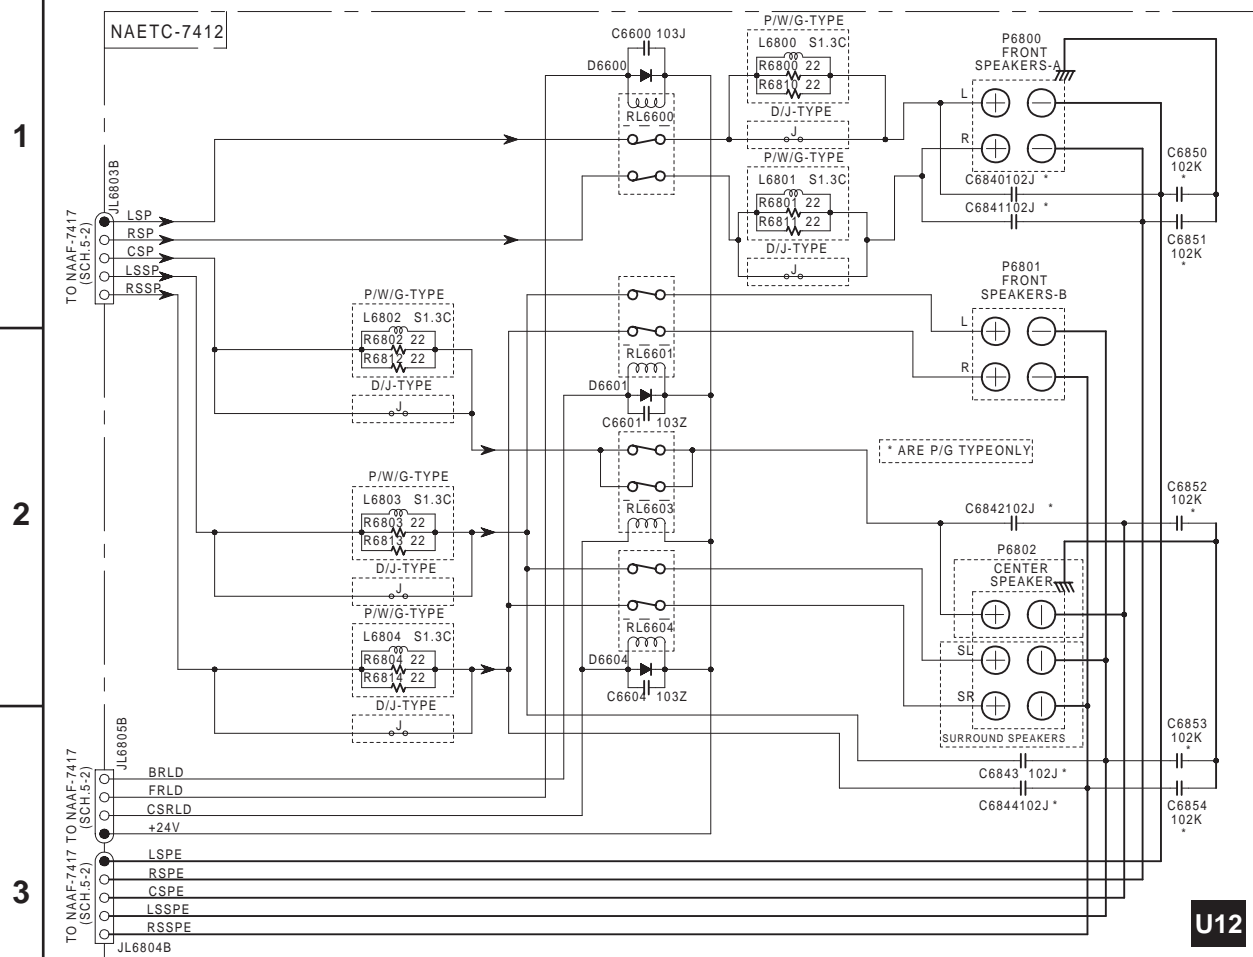 NAETC-7412
C6600 103J
D6600
RL6600
P/W/G-TYPE
L6800 S1.3C
R6800 22
R6810 22
D/J-TYPE
J
P/W/G-TYPE
L6801 S1.3C
R6801 22
R6811 22
D/J-TYPE
J
P6800
FRONT
SPEAKERS-A
L
R
C6840102J *
C6841102J *
C6850
102K
*
C6851
102K
*
1
JL6803B
TO NAAF-7417
(SCH.5-2)
LSP
RSP
CSP
LSSP
RSSP
P/W/G-TYPE
L6802 S1.3C
R6802 22
R6812 22
D/J-TYPE
J
RL6601
D6601
C6601 103Z
P6801
FRONT
SPEAKERS-B
L
R
* ARE P/G TYPEONLY
2
P/W/G-TYPE
L6803 S1.3C
R6803 22
R6813 22
D/J-TYPE
J
RL6603
C6842102J *
C6852
102K
*
P6802
CENTER
SPEAKER
SL
SR
SURROUND SPEAKERS
P/W/G-TYPE
L6804 S1.3C
R6804 22
R6814 22
D/J-TYPE
J
RL6604
D6604
C6604 103Z
C6843 102J *
C6844102J *
C6853
102K
*
C6854
102K
*
JL6805B
TO NAAF-7417
(SCH.5-2)
BRLD
FRLD
CSRLD
+24V
3
TO NAAF-7417
(SCH.5-2)
LSPE
RSPE
CSPE
LSSPE
RSSPE
JL6804B
U12